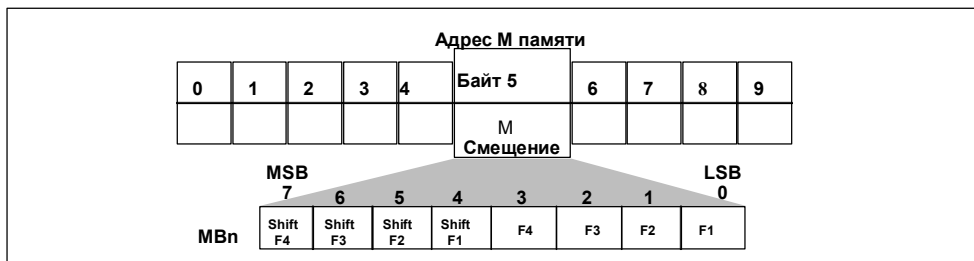 Адрес М памяти
0 1 2 3 4 Байт 5 6 7 8 9
М
Смещение
MSB LSB
7 6 5 4 3 2 1 0
MBn Shift F4 Shift F3 Shift F2 Shift F1 F4 F3 F2 F1